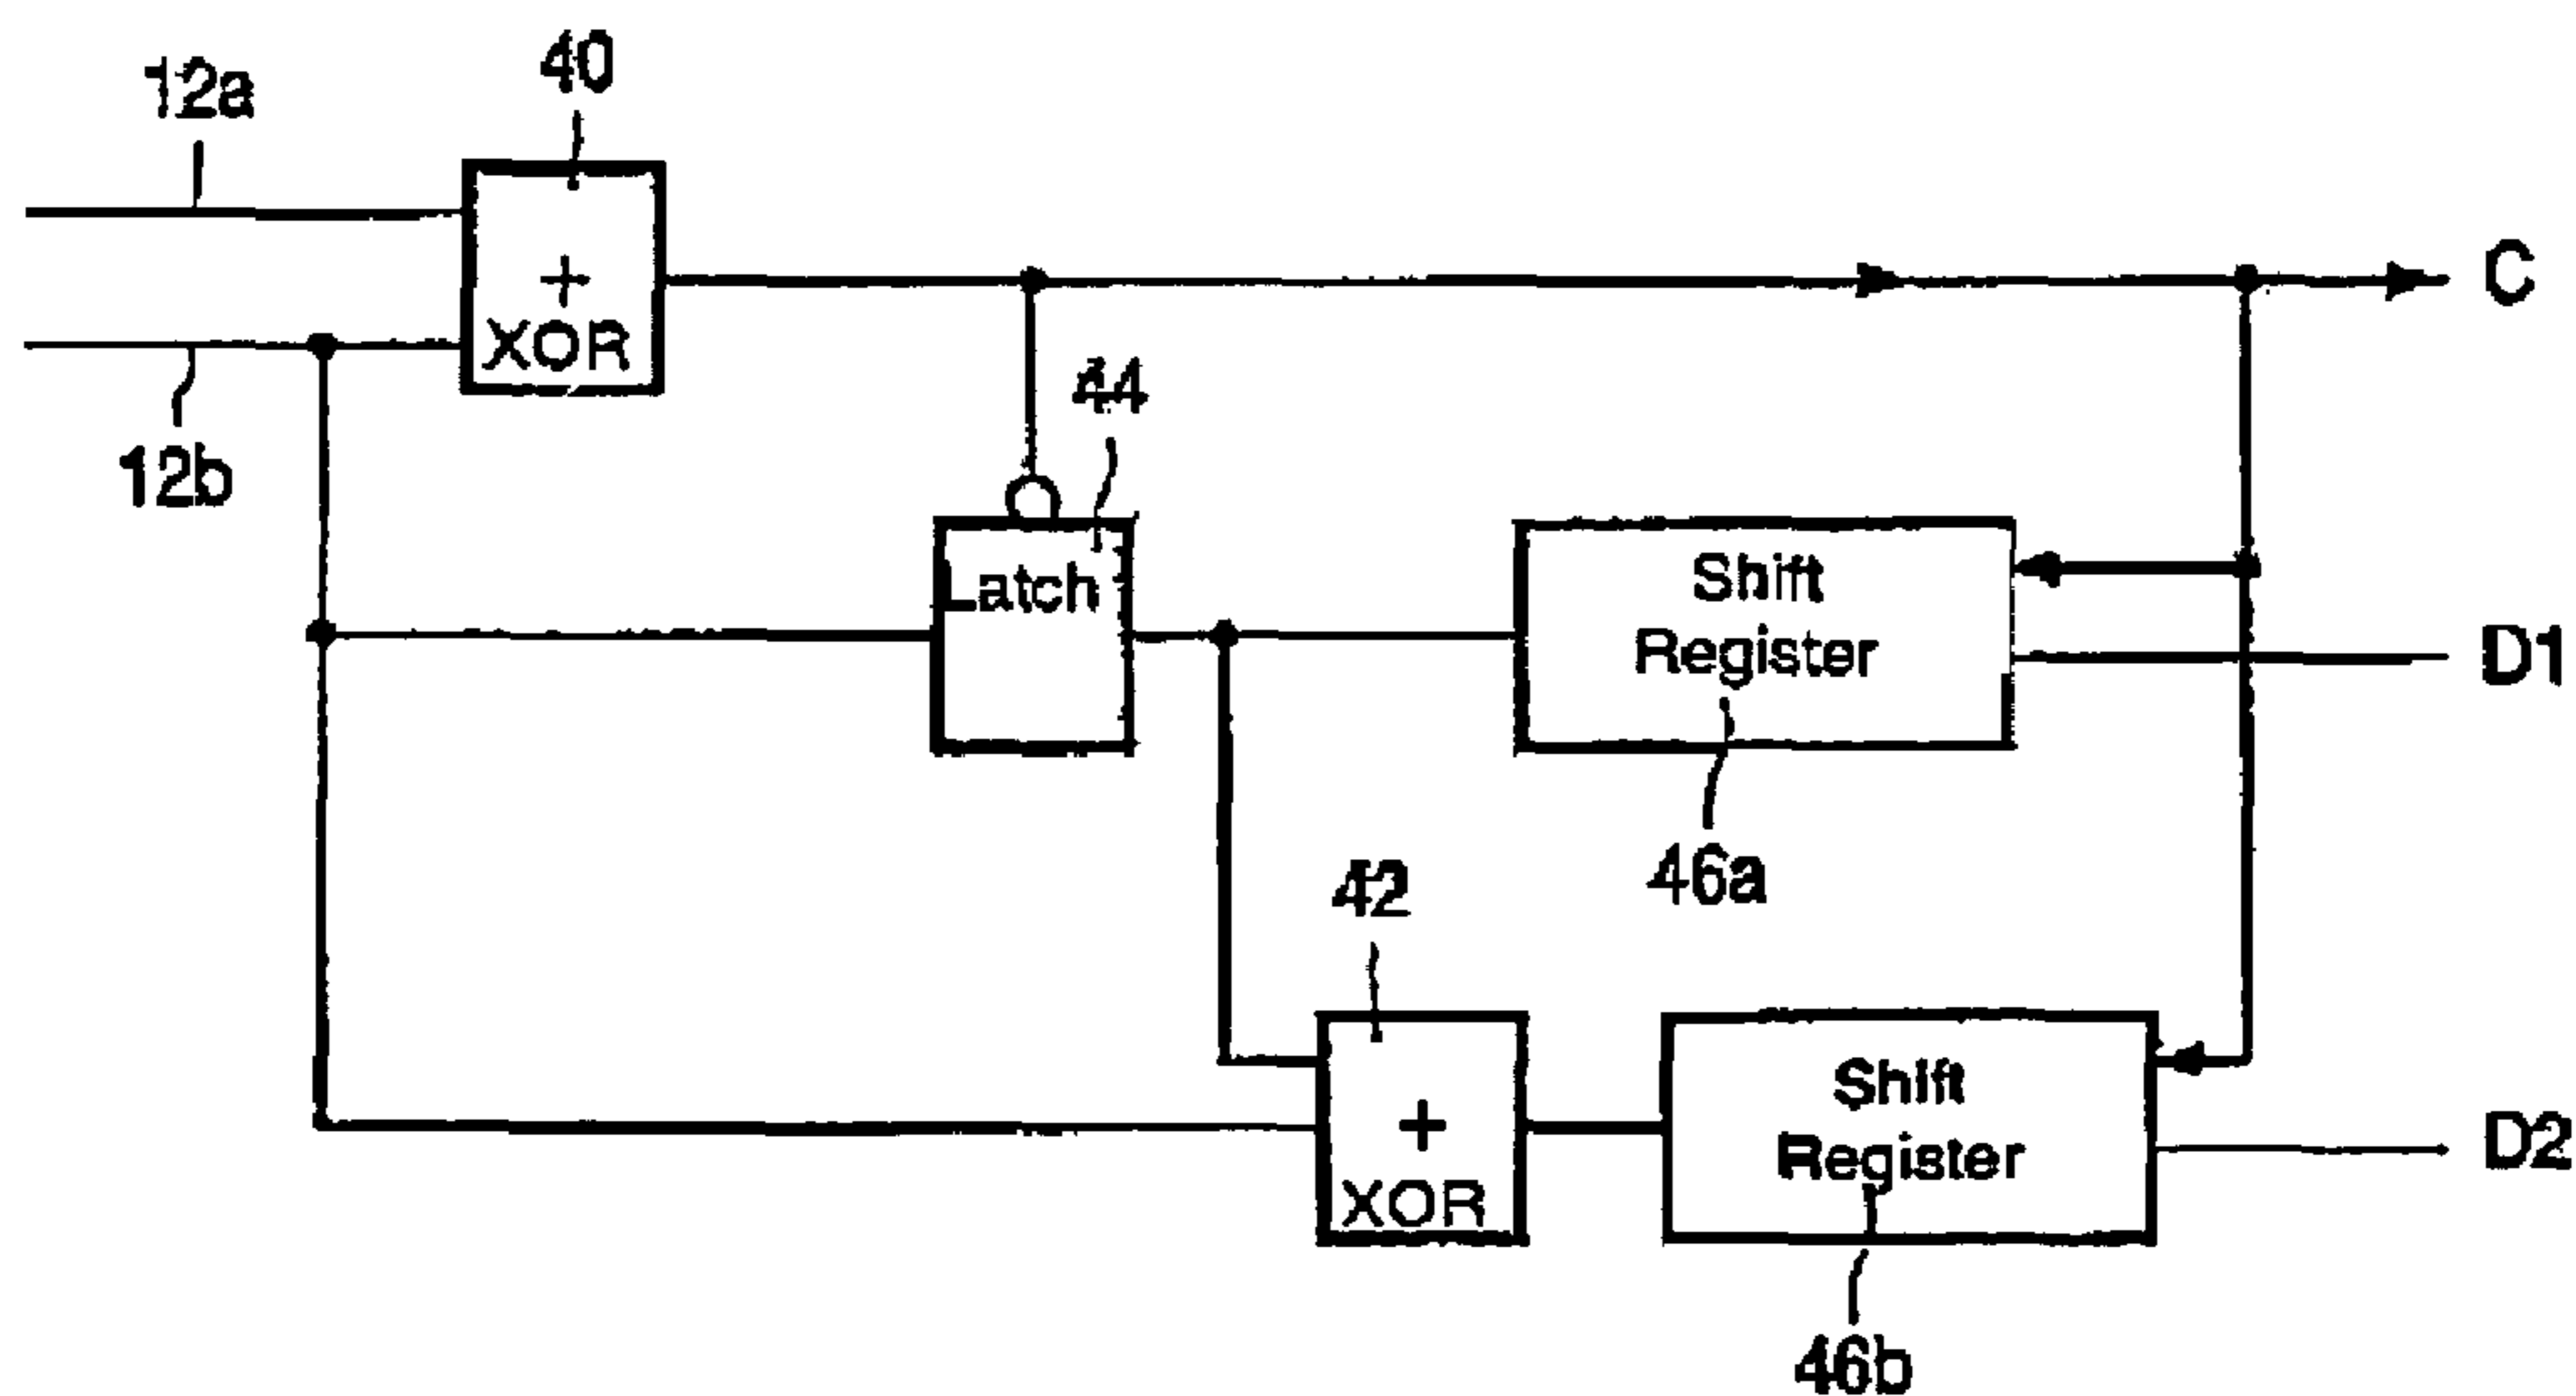 40
12a
+
XOR
C
12b
44
Latch
Shift
Register
D1
46a
42
+
XOR
Shift
Register
D2
46b